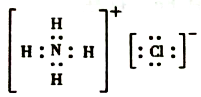 [ H ]+
[ H :N: H ] [ :Cl: ]−
[ H ]